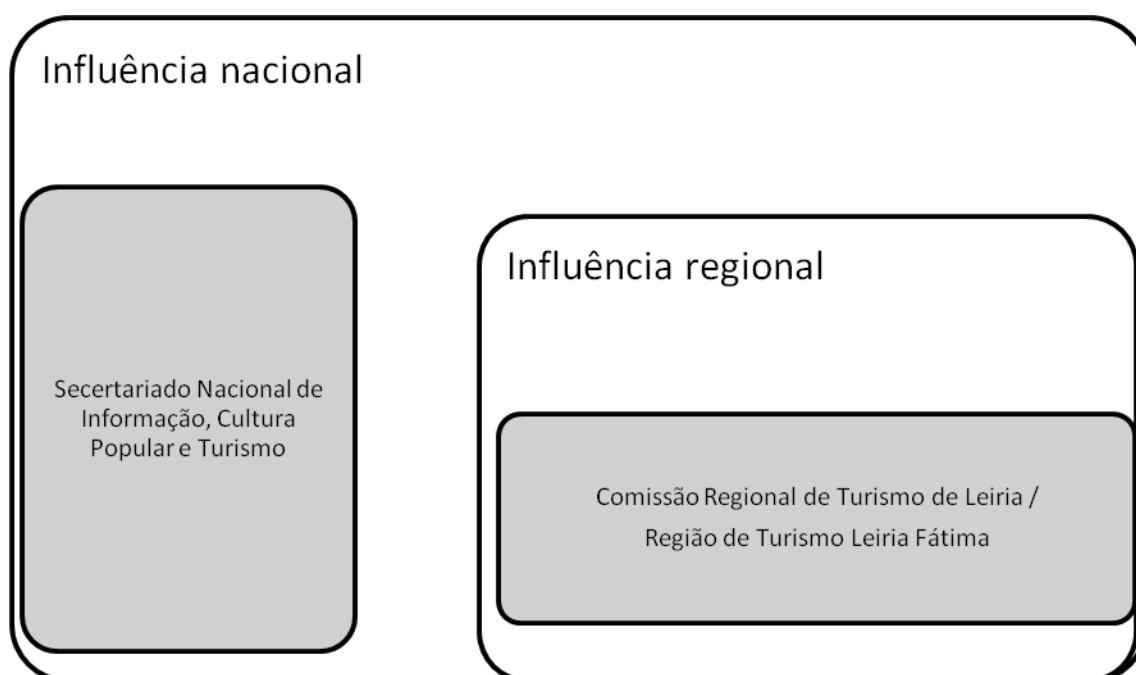 Influência nacional
Influência regional
Secertariado Nacional de
Informação, Cultura
Popular e Turismo
Comissão Regional de Turismo de Leiria /
Região de Turismo Leiria Fátima